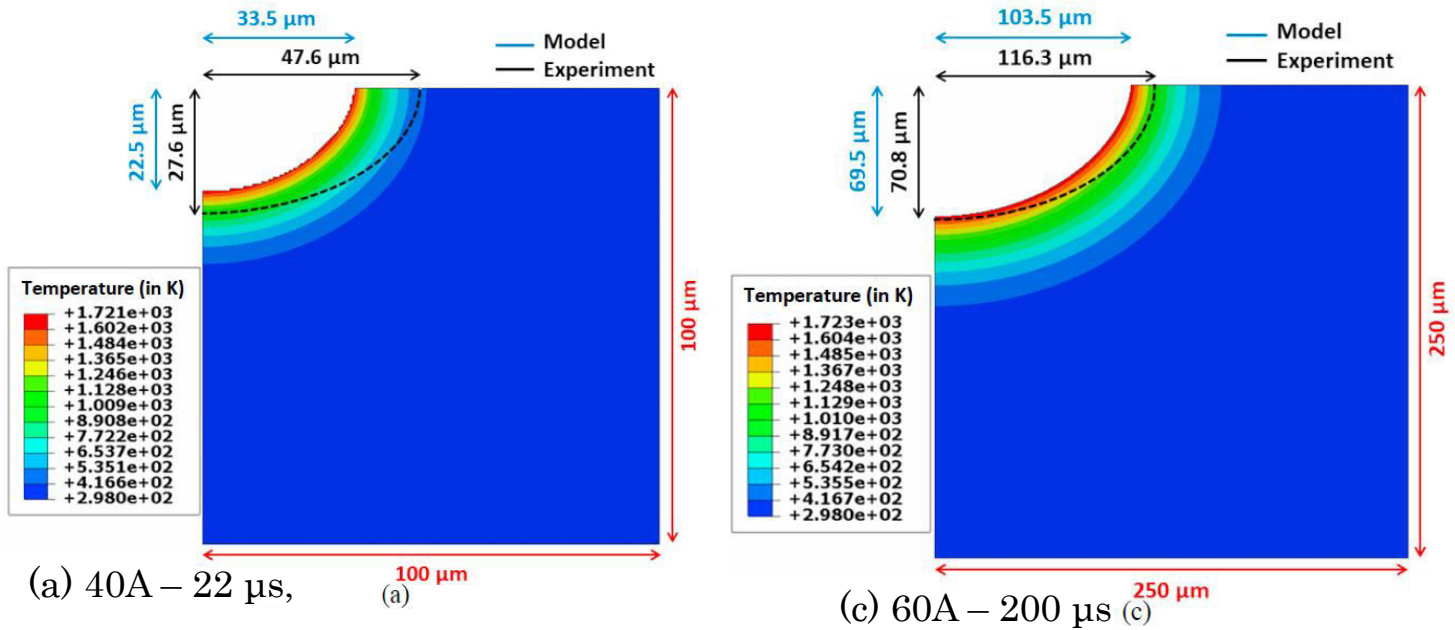 33.5 µm
Model
Experiment
47.6 µm
22.5 µm
27.6 µm
Temperature (in K)
+1.721e+03
+1.602e+03
+1.484e+03
+1.365e+03
+1.246e+03
+1.128e+03
+1.009e+03
+8.908e+02
+7.722e+02
+6.537e+02
+5.351e+02
+4.166e+02
+2.980e+02
100 µm
100 µm
(a) 40A – 22 µs,
(a)
103.5 µm
Model
Experiment
116.3 µm
69.5 µm
70.8 µm
Temperature (in K)
+1.723e+03
+1.604e+03
+1.485e+03
+1.367e+03
+1.248e+03
+1.129e+03
+1.010e+03
+8.917e+02
+7.730e+02
+6.542e+02
+5.355e+02
+4.167e+02
+2.980e+02
250 µm
250 µm
(c) 60A – 200 µs (c)